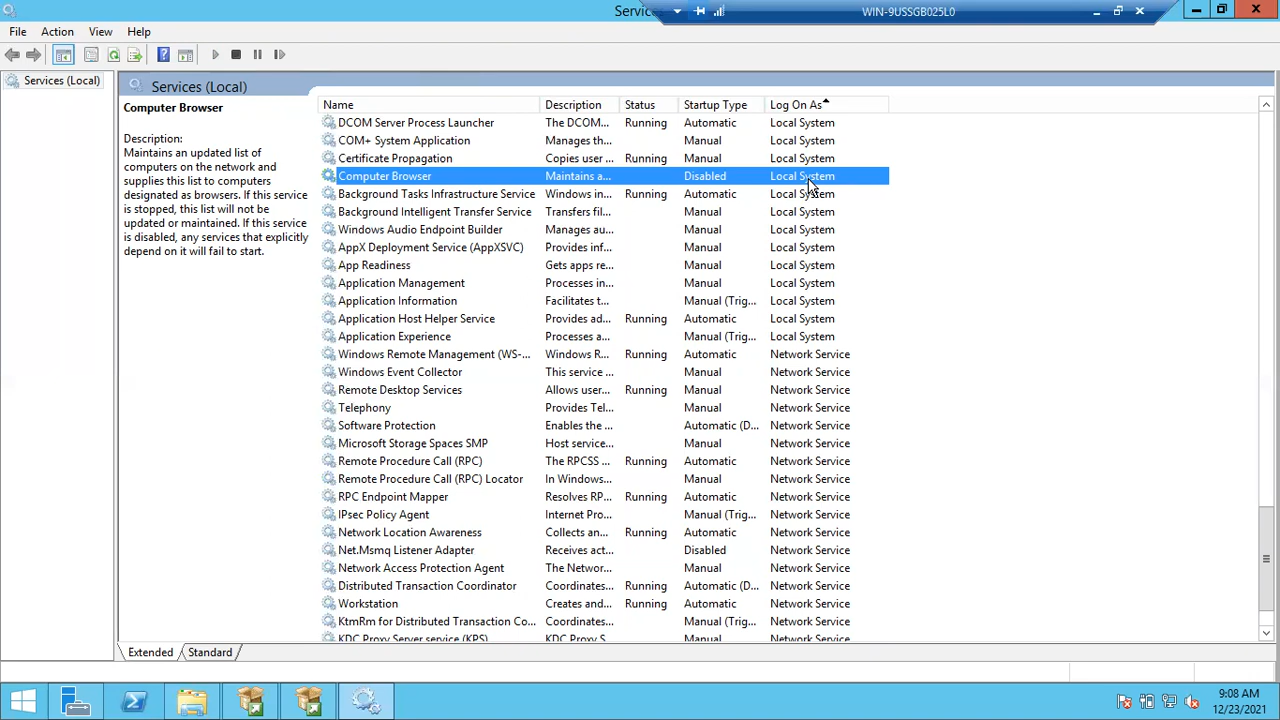 Servic
WIN-9USSGB025L0
File Action View Help
Services (Local)
Services (Local)
Computer Browser
Description:
Maintains an updated list of
computers on the network and
supplies this list to computers
designated as browsers. If this service
is stopped, this list will not be
updated or maintained. If this service
is disabled, any services that explicitly
depend on it will fail to start.
Name Description Status Startup Type Log On As
DCOM Server Process Launcher The DCOM... Running Automatic Local System
COM+ System Application Manages th... Manual Local System
Certificate Propagation Copies user ... Running Manual Local System
Computer Browser Maintains a... Disabled Local System
Background Tasks Infrastructure Service Windows in... Running Automatic Local System
Background Intelligent Transfer Service Transfers fil... Manual Local System
Windows Audio Endpoint Builder Manages au... Manual Local System
AppX Deployment Service (AppXSVC) Provides inf... Manual Local System
App Readiness Gets apps re... Manual Local System
Application Management Processes in... Manual Local System
Application Information Facilitates t... Manual (Trig... Local System
Application Host Helper Service Provides ad... Running Automatic Local System
Application Experience Processes a... Manual (Trig... Local System
Windows Remote Management (WS-... Windows R... Running Automatic Network Service
Windows Event Collector This service ... Manual Network Service
Remote Desktop Services Allows user... Running Manual Network Service
Telephony Provides Tel... Manual Network Service
Software Protection Enables the ... Automatic (D... Network Service
Microsoft Storage Spaces SMP Host service... Manual Network Service
Remote Procedure Call (RPC) The RPCSS ... Running Automatic Network Service
Remote Procedure Call (RPC) Locator In Windows... Manual Network Service
RPC Endpoint Mapper Resolves RP... Running Automatic Network Service
IPsec Policy Agent Internet Pro... Manual (Trig... Network Service
Network Location Awareness Collects an... Running Automatic Network Service
Net.Msmq Listener Adapter Receives act... Disabled Network Service
Network Access Protection Agent The Networ... Manual Network Service
Distributed Transaction Coordinator Coordinates... Running Automatic (D... Network Service
Workstation Creates and... Running Automatic Network Service
KtmRm for Distributed Transaction Co... Coordinates... Manual (Trig... Network Service
KDC Proxy Server service (KPS) KDC Proxy S... Manual Network Service
Extended Standard
9:08 AM
12/23/2021